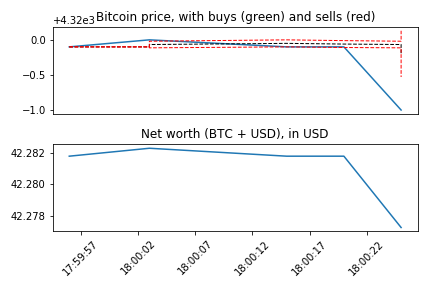 Bitcoin price, with buys (green) and sells (red)
+4.32e3
0.0
−0.5
−1.0
Net worth (BTC + USD), in USD
42.282
42.280
42.278
17:59:57 18:00:02 18:00:07 18:00:12 18:00:17 18:00:22